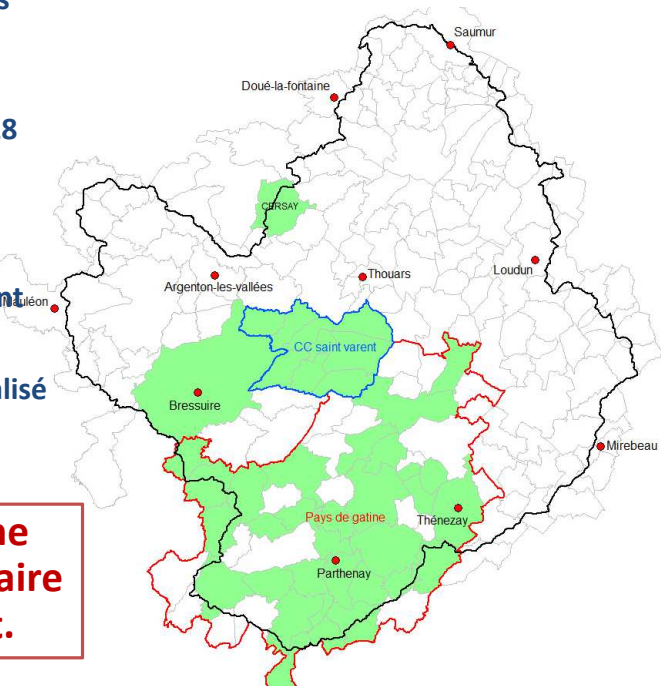 s
Saumur
Doué-la-fontaine
8
CERSAY
Thouars
Loudun
Argenton-les-vallées
Mauléon
nt
CC saint varent
alisé
Bressuire
Mirebeau
Pays de gatine
Thénezay
ne
aire
t.
Parthenay